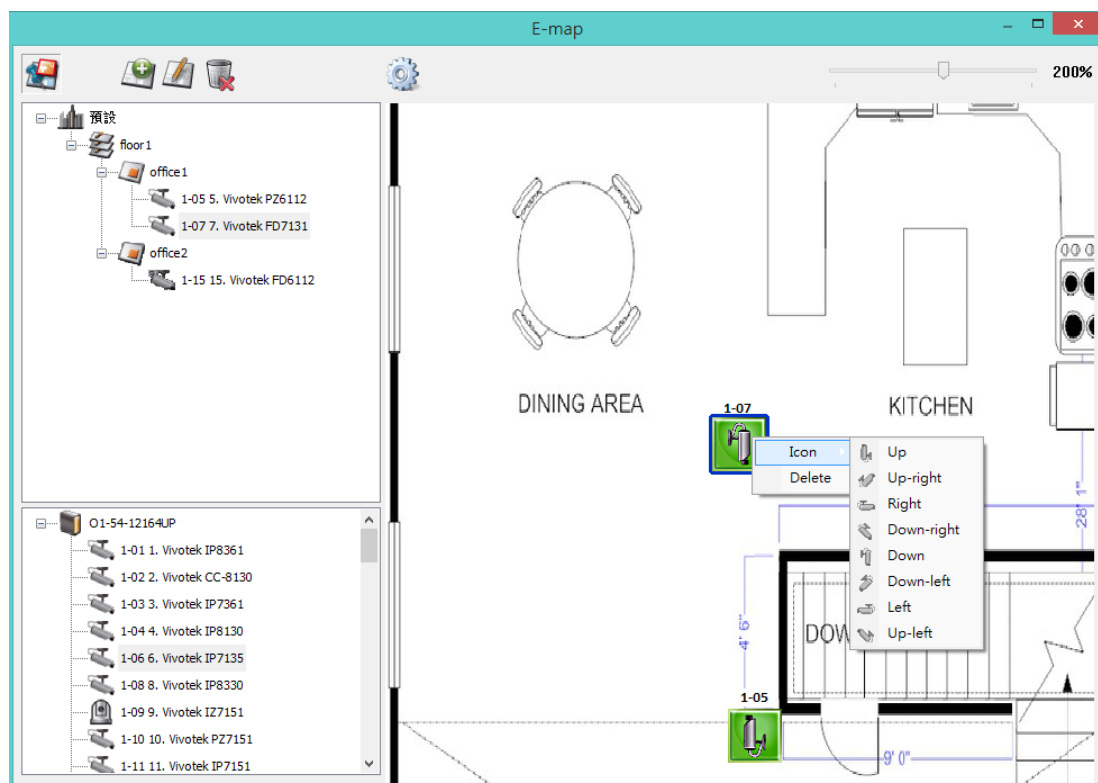 E-map
200%
預設
floor1
office1
1-05 5. Vivotek PZ6112
1-07 7. Vivotek FD7131
office2
1-15 15. Vivotek FD6112
O1-54-12164UP
1-01 1. Vivotek IP8361
1-02 2. Vivotek CC-8130
1-03 3. Vivotek IP7361
1-04 4. Vivotek IP8130
1-06 6. Vivotek IP7135
1-08 8. Vivotek IP8330
1-09 9. Vivotek IZ7151
1-10 10. Vivotek PZ7151
1-11 11. Vivotek IP7151
DINING AREA
KITCHEN
1-07
Icon
Delete
Up
Up-right
Right
Down-right
Down
Down-left
Left
Up-left
28' 1"
4' 6"
DOW
1-05
9' 0"